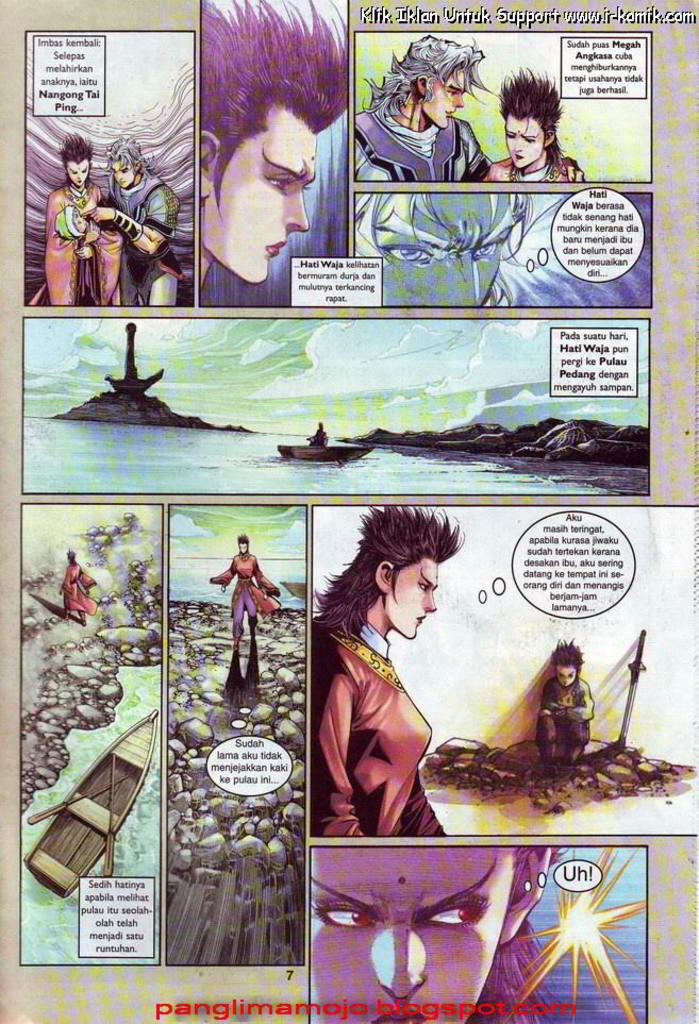 Klik Iklan Untuk Support www.i-komik.com
Imbas kembali:
Selepas
melahirkan
anaknya, iaitu
Nangong Tai
Ping...
...Hati Waja kelihatan
bermuram durja dan
mulutnya terkancing
rapat.
Sudah puas Megah
Angkasa cuba
menghiburkannya
tetapi usahanya tidak
juga berhasil.
Hati
Waja berasa
tidak senang hati
mungkin kerana dia
baru menjadi ibu
dan belum dapat
menyesuaikan
diri...
Pada suatu hari,
Hati Waja pun
pergi ke Pulau
Pedang dengan
mengayuh sampan.
Sedih hatinya
apabila melihat
pulau itu seolah-
olah telah
menjadi satu
runtuhan.
Sudah
lama aku tidak
menjejakkan kaki
ke pulau ini...
Aku
masih teringat,
apabila kurasa jiwaku
sudah tertekan kerana
desakan ibu, aku sering
datang ke tempat ini se-
orang diri dan menangis
berjam-jam
lamanya...
Uh!
7
panglimamojo.blogspot.com